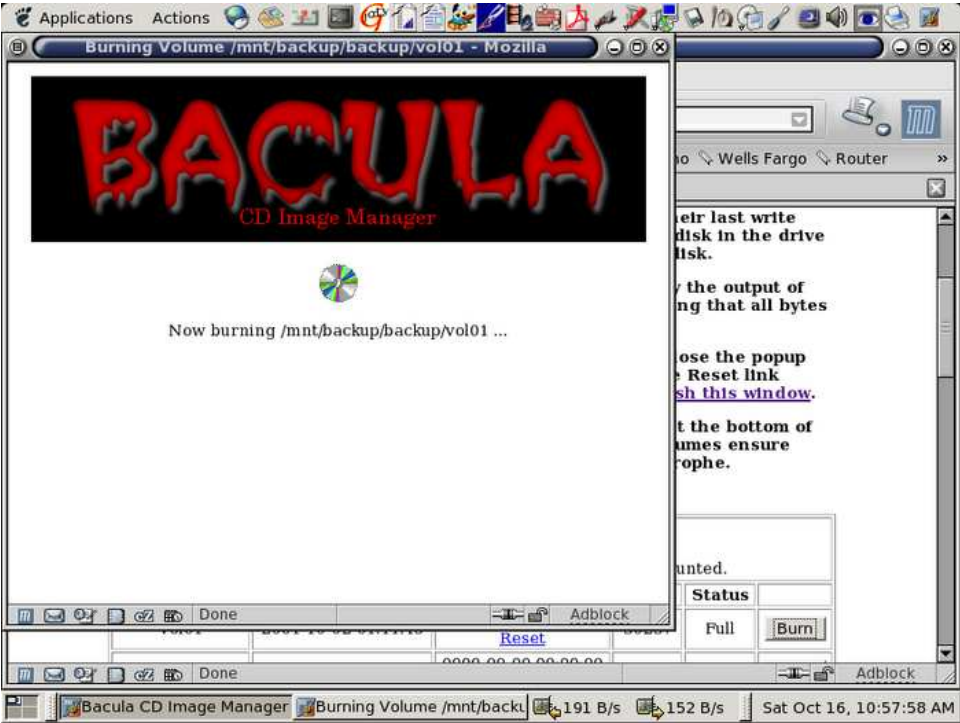 Applications Actions
Burning Volume /mnt/backup/backup/vol01 - Mozilla
BACULA
CD Image Manager
Now burning /mnt/backup/backup/vol01 ...
Done
Adblock
Wells Fargo Router »
eir last write
disk in the drive
disk.
the output of
ng that all bytes
ose the popup
Reset link
sh this window.
t the bottom of
umes ensure
rophe.
unted.
Status
Reset
Full
Burn
Done
Adblock
Bacula CD Image Manager
Burning Volume /mnt/backu
191 B/s
152 B/s
Sat Oct 16, 10:57:58 AM